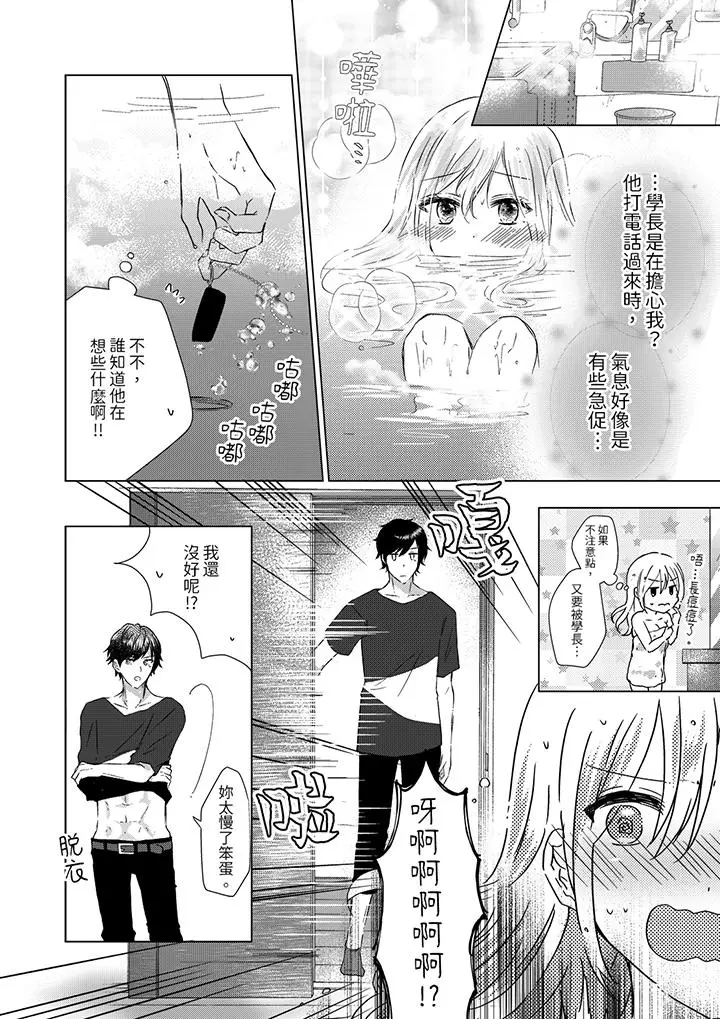 嘩啦…
…學長是在擔心我？
他打電話過來時，
氣息好像是
有些急促…
不不，
誰知道他在
想些什麼啊!!
咕嘟
咕嘟
咕嘟
唔…長痘痘了。
如果
不注意點，
又要被學長…
嘎
啦
呀啊啊啊啊啊!?
我還
沒好呢!?
妳太慢了笨蛋。
脫衣